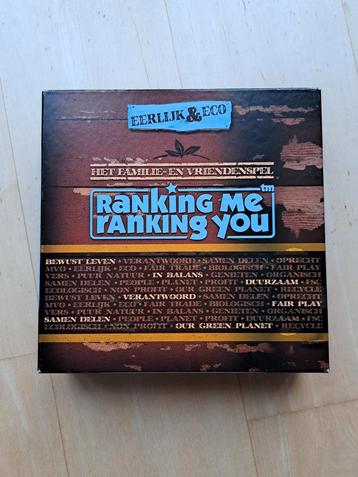 EERLIJK & ECO
HET FAMILIE- EN VRIENDENSPEL
RANKING ME tm
RANKING YOU
BEWUST LEVEN • VERANTWOORD • SAMEN DELEN • OPRECHT
MVO • EERLIJK • ECO • FAIR TRADE • BIOLOGISCH • FAIR PLAY
VERS • PUUR NATUUR • IN BALANS • GENIETEN • ORGANISCH
SAMEN DELEN • PEOPLE • PLANET • PROFIT • DUURZAAM • FSC
ECOLOGISCH • NON PROFIT • OUR GREEN PLANET • RECYCLE
BEWUST LEVEN • VERANTWOORD • SAMEN DELEN • OPRECHT
MVO • EERLIJK • ECO • FAIR TRADE • BIOLOGISCH • FAIR PLAY
VERS • PUUR NATUUR • IN BALANS • GENIETEN • ORGANISCH
SAMEN DELEN • PEOPLE • PLANET • PROFIT • DUURZAAM • FSC
ECOLOGISCH • NON PROFIT • OUR GREEN PLANET • RECYCLE